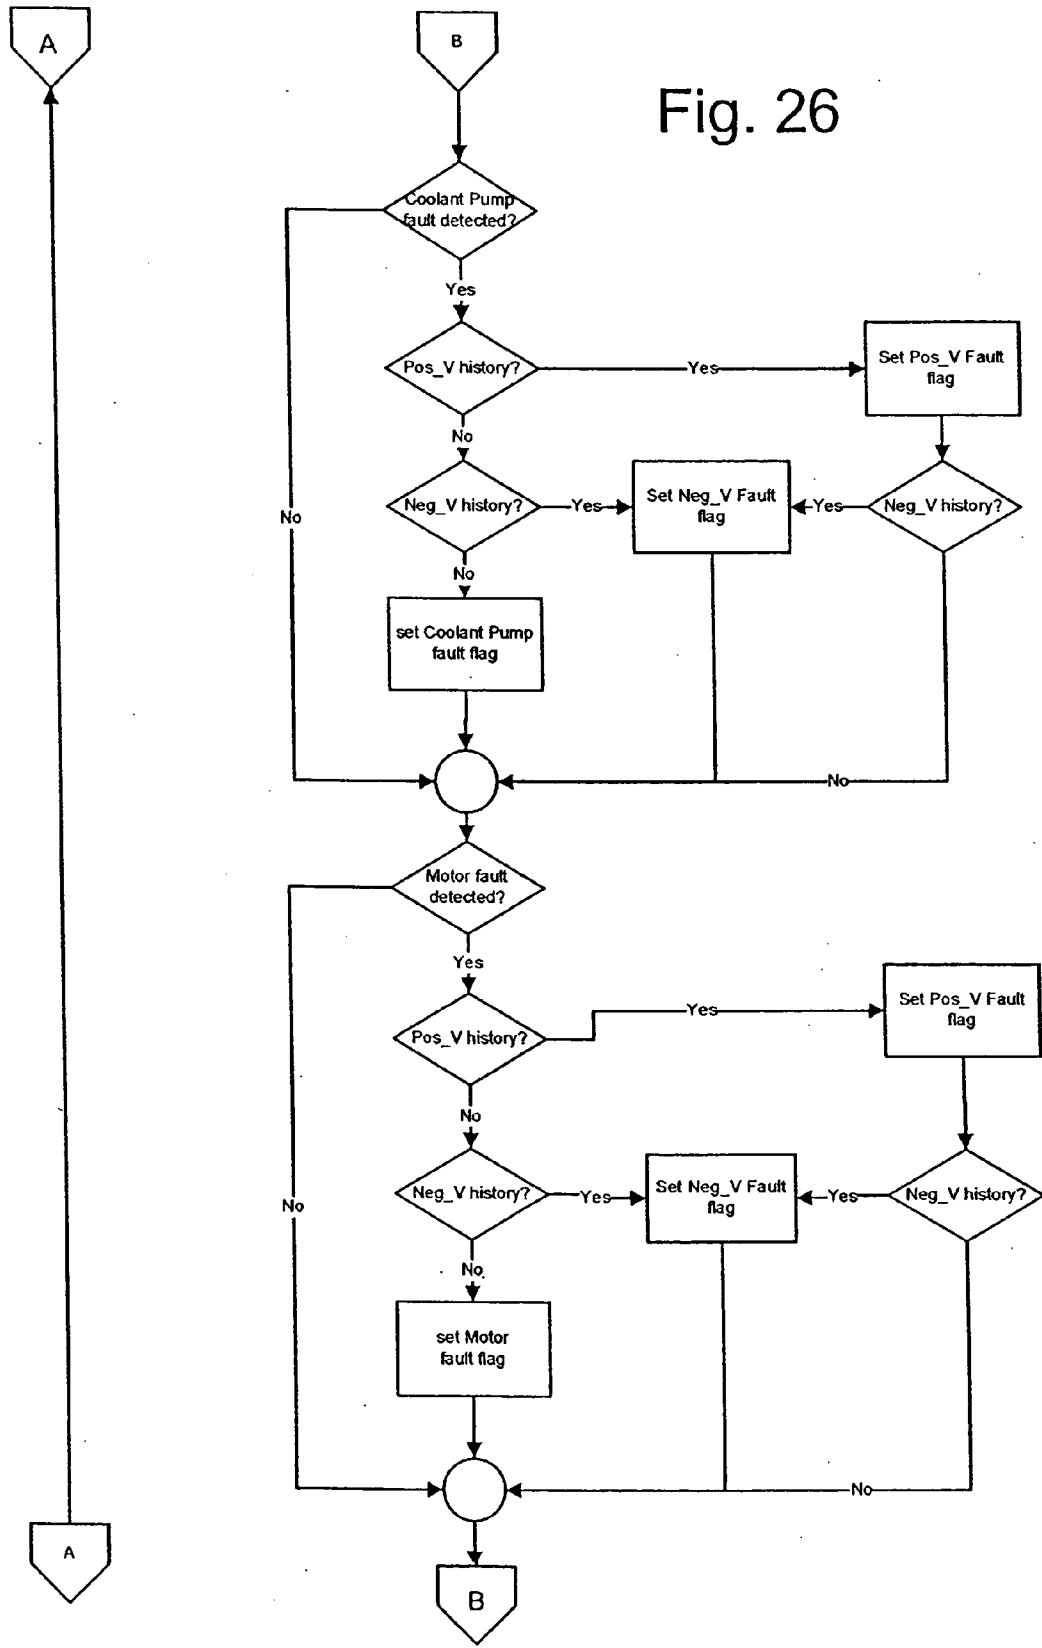 A
B
Fig. 26
Coolant Pump
fault detected?
Yes
Pos_V history?
Yes
Set Pos_V Fault
flag
No
Neg_V history?
Yes
Set Neg_V Fault
flag
Yes
Neg_V history?
No
No
set Coolant Pump
fault flag
No
Motor fault
detected?
Yes
Pos_V history?
Yes
Set Pos_V Fault
flag
No
Neg_V history?
Yes
Set Neg_V Fault
flag
Yes
Neg_V history?
No
No
set Motor
fault flag
No
A
B